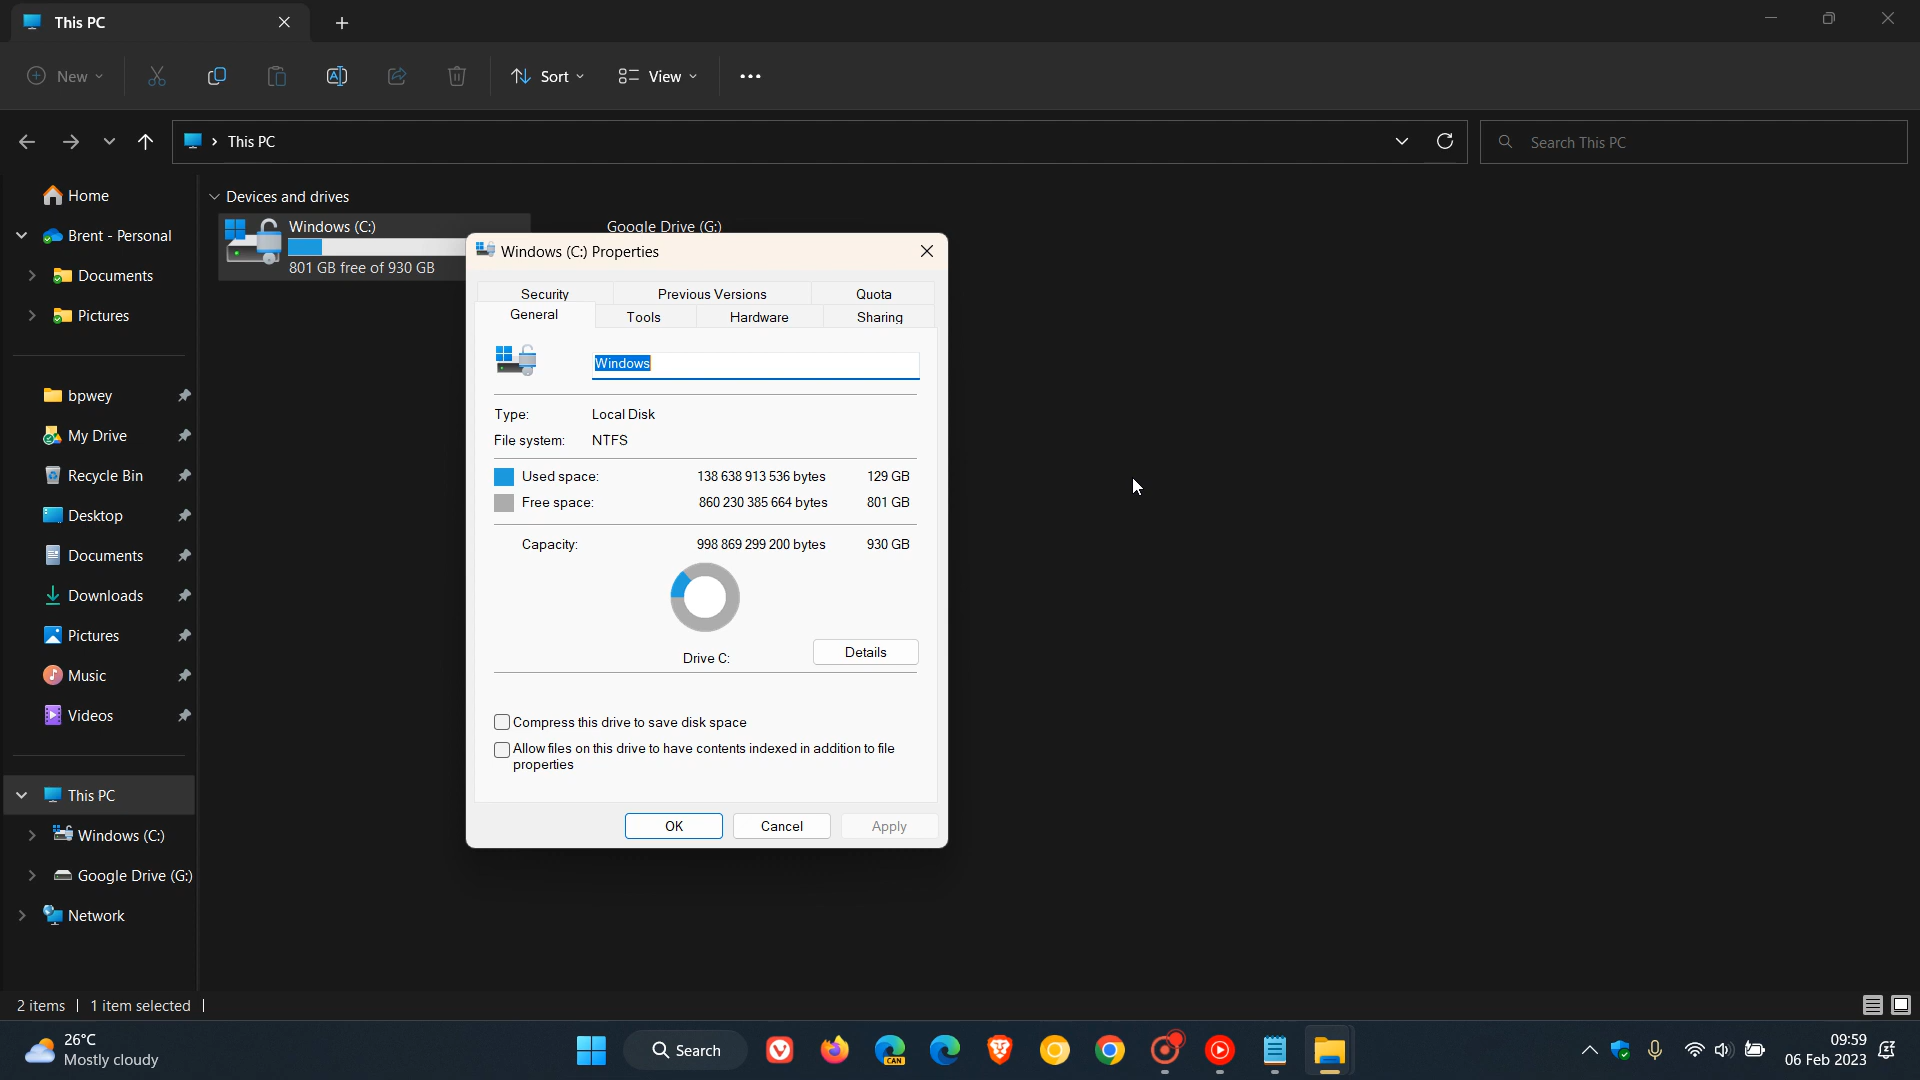 This PC
New
Sort
View
This PC
Search This PC
Home
Brent - Personal
Documents
Pictures
bpwey
My Drive
Recycle Bin
Desktop
Documents
Downloads
Pictures
Music
Videos
This PC
Windows (C:)
Google Drive (G:)
Network
Devices and drives
Windows (C:)
801 GB free of 930 GB
Google Drive (G:)
Windows (C:) Properties
Security Previous Versions Quota
General Tools Hardware Sharing
Windows
Type: Local Disk
File system: NTFS
Used space: 138 638 913 536 bytes 129 GB
Free space: 860 230 385 664 bytes 801 GB
Capacity: 998 869 299 200 bytes 930 GB
Drive C:
Details
Compress this drive to save disk space
Allow files on this drive to have contents indexed in addition to file
properties
OK Cancel Apply
2 items 1 item selected
26°C
Mostly cloudy
Search
CAN
09:59
06 Feb 2023